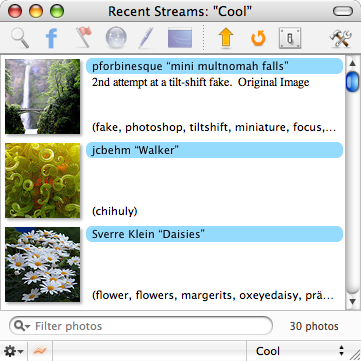 Recent Streams: "Cool"
pforbinesque “mini multnomah falls”
2nd attempt at a tilt-shift fake.  Original Image
(fake, photoshop, tiltshift, miniature, focus,...
jcbehm “Walker”
(chihuly)
Sverre Klein “Daisies”
(flower, flowers, margerits, oxeyedaisy, prä...
Filter photos
30 photos
Cool